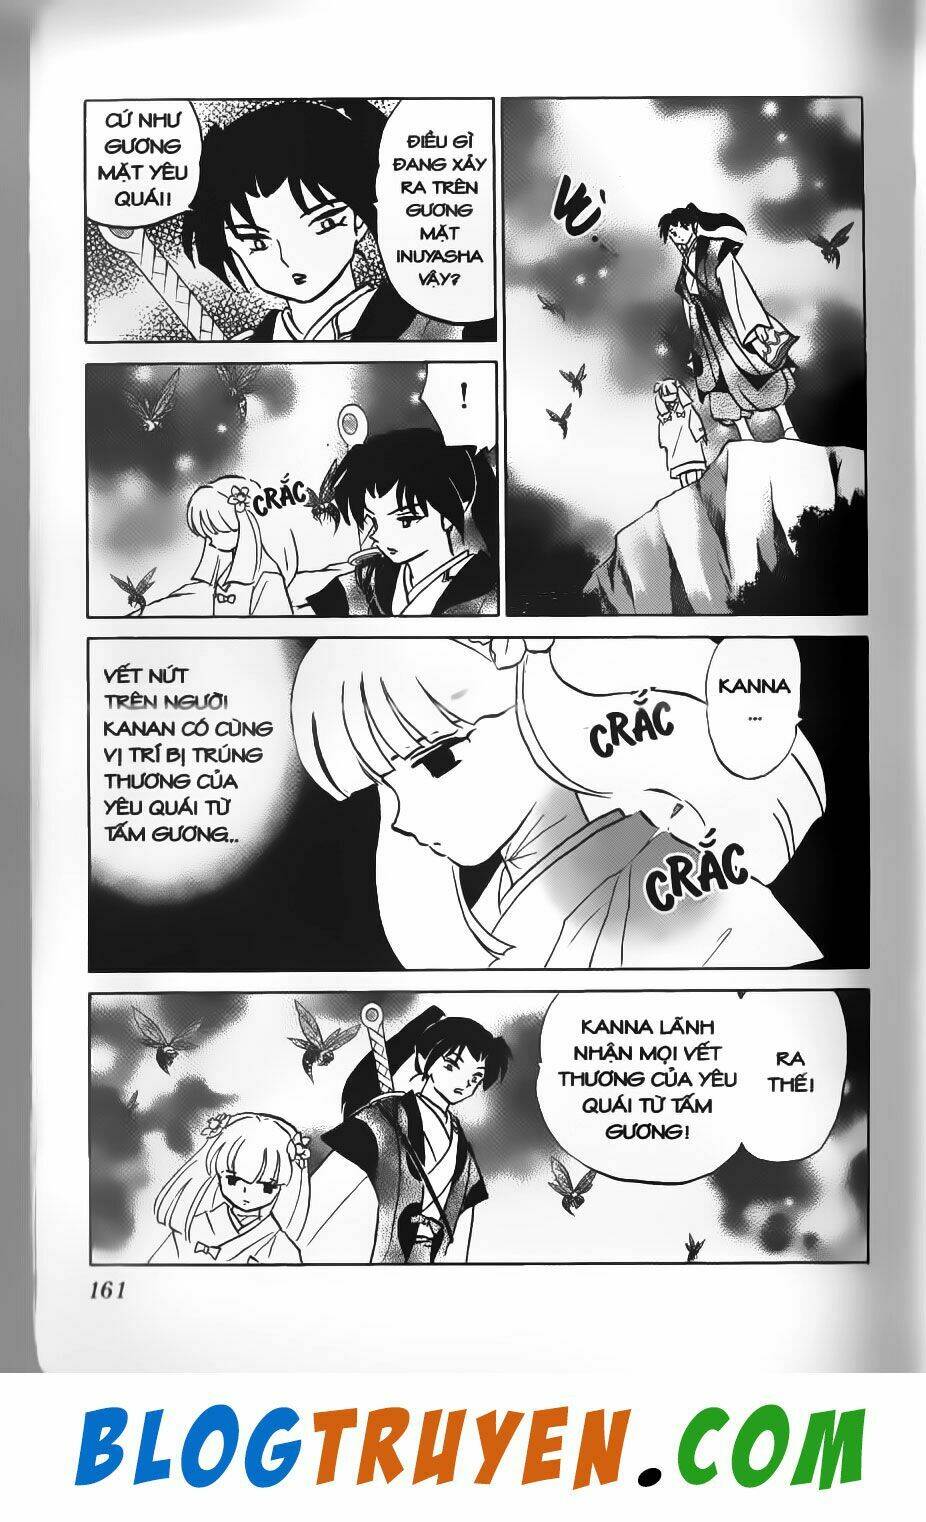 ĐIỀU GÌ
ĐANG XẢY
RA TRÊN
GƯƠNG
MẶT
INUYASHA
VẬY?
CỨ NHƯ
GƯƠNG
MẶT YÊU
QUÁI!
VÙ
!
CRẮC
KANNA
...
CRẮC
CRẮC
VẾT NỨT
TRÊN NGƯỜI
KANAN CÓ CÙNG
VỊ TRÍ BỊ TRÚNG
THƯƠNG CỦA
YÊU QUÁI TỪ
TẤM GƯƠNG..
RA
THẾ!
KANNA LÃNH
NHẬN MỌI VẾT
THƯƠNG CỦA YÊU
QUÁI TỪ TẤM
GƯƠNG!
161
BLOGTRUYEN.COM